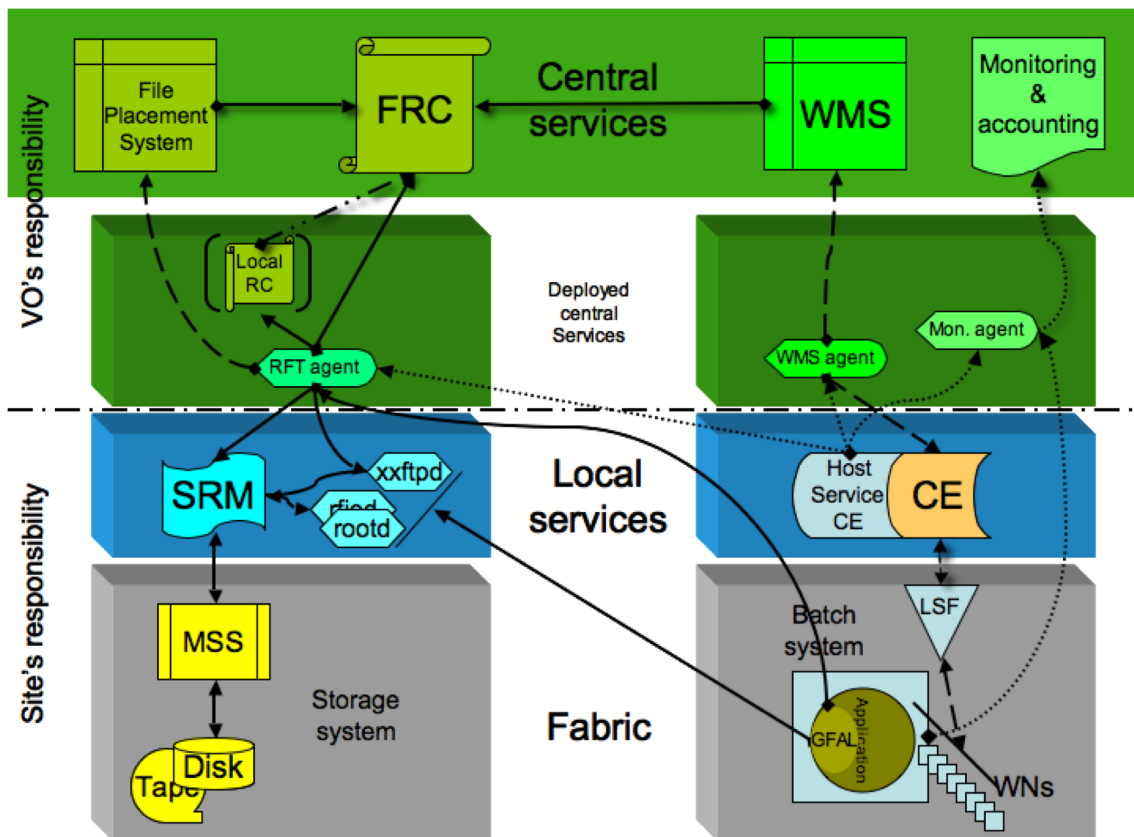 VO's responsibility
File
Placement
System
FRC
Central
services
WMS
Monitoring
&
accounting
Local
RC
Deployed
central
Services
RFT agent
WMS agent
Mon. agent
Site's responsibility
SRM
xxftpd
rootd
Local
services
Host
Service
CE
CE
MSS
Storage
system
Disk
Tape
Fabric
Batch
system
LSF
GFAL
Application
WNs